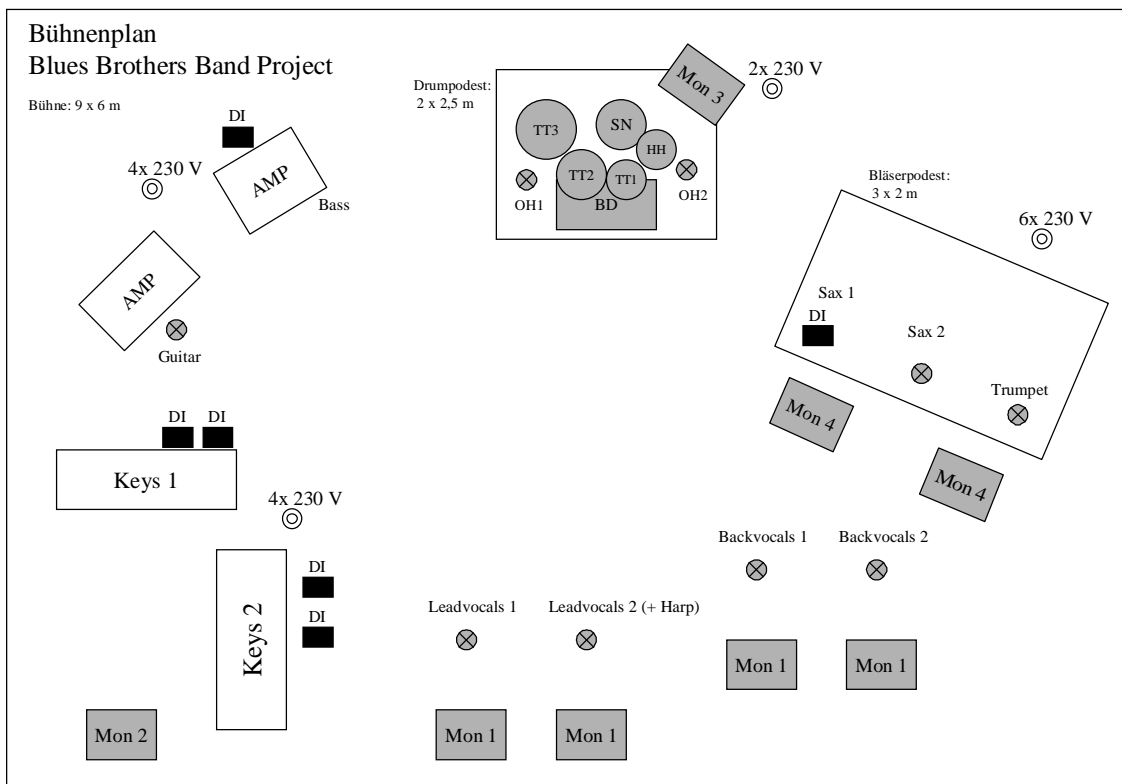 Bühnenplan
Blues Brothers Band Project
Bühne: 9 x 6 m
DI
4x 230 V
AMP
Bass
AMP
Guitar
Drumpodest:
2 x 2,5 m
Mon 3
2x 230 V
TT3
SN
HH
TT2
TT1
OH1
BD
OH2
Bläserpodest:
3 x 2 m
6x 230 V
Sax 1
DI
Sax 2
Trumpet
Mon 4
Mon 4
DI
DI
Keys 1
4x 230 V
Keys 2
DI
DI
Mon 2
Leadvocals 1
Leadvocals 2 (+ Harp)
Mon 1
Mon 1
Backvocals 1
Backvocals 2
Mon 1
Mon 1